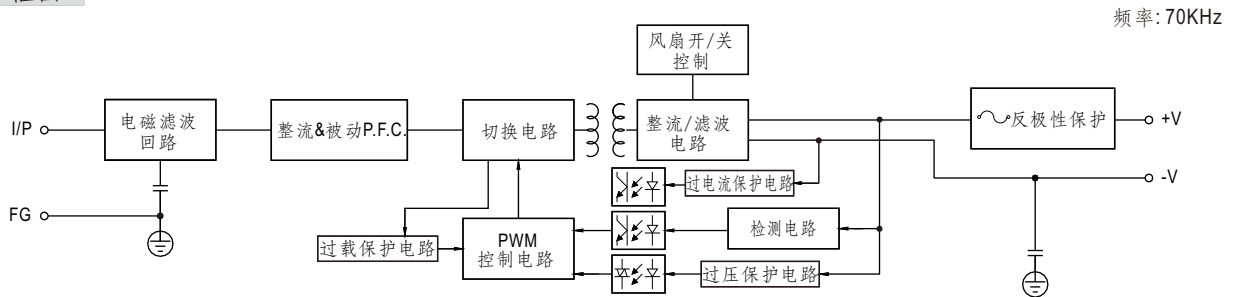 频率: 70KHz
风扇开/关
控制
I/P
电磁滤波
回路
整流&被动P.F.C.
切换电路
整流/滤波
电路
反极性保护
+V
-V
过电流保护电路
FG
检测电路
过载保护电路
PWM
控制电路
过压保护电路